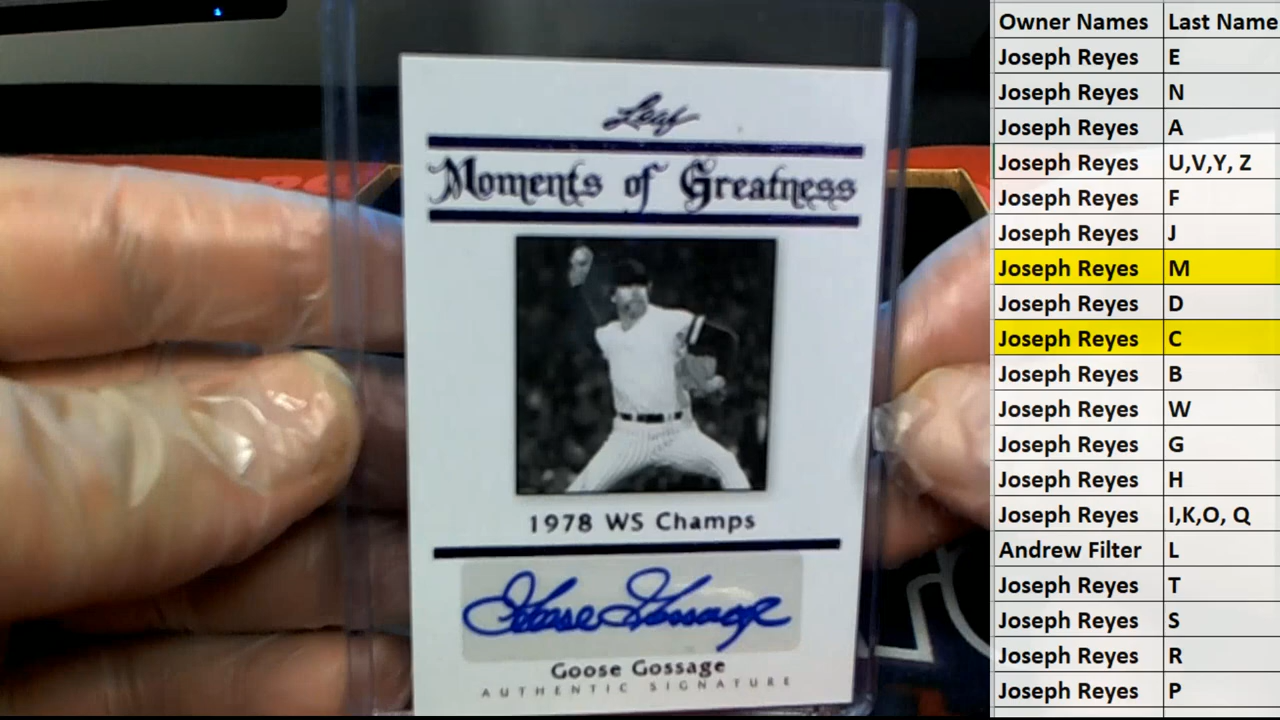 Leaf
Moments of Greatness
1978 WS Champs
Goose Gossage
Goose Gossage
AUTHENTIC SIGNATURE
Owner Names Last Name
Joseph Reyes E
Joseph Reyes N
Joseph Reyes A
Joseph Reyes U,V,Y, Z
Joseph Reyes F
Joseph Reyes J
Joseph Reyes M
Joseph Reyes D
Joseph Reyes C
Joseph Reyes B
Joseph Reyes W
Joseph Reyes G
Joseph Reyes H
Joseph Reyes I,K,O, Q
Andrew Filter L
Joseph Reyes T
Joseph Reyes S
Joseph Reyes R
Joseph Reyes P